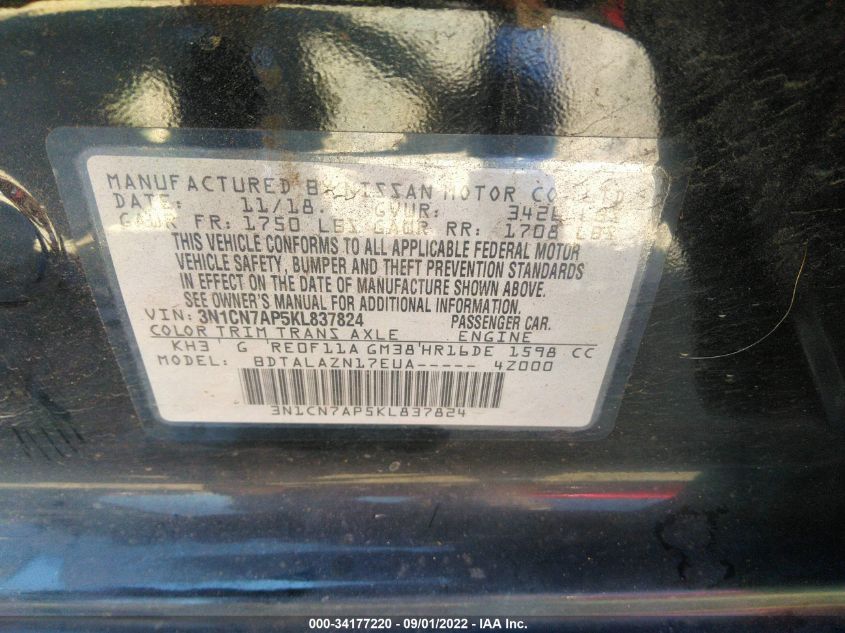 MANUFACTURED BY NISSAN MOTOR CO
DATE: 11/18 GVWR:
GAWR FR: 1750 LBS GAWR RR: 1708 LBS
THIS VEHICLE CONFORMS TO ALL APPLICABLE FEDERAL MOTOR
VEHICLE SAFETY, BUMPER AND THEFT PREVENTION STANDARDS
IN EFFECT ON THE DATE OF MANUFACTURE SHOWN ABOVE.
SEE OWNER'S MANUAL FOR ADDITIONAL INFORMATION.
VIN: 3N1CN7AP5KL837824 PASSENGER CAR.
COLOR TRIM TRANS AXLE ENGINE
KH3 G RE0F11A GM38 HR16DE 1598 CC
MODEL: BDTALAZN17EUA----- 4Z000
3N1CN7AP5KL837824
000-34177220 - 09/01/2022 - IAA Inc.